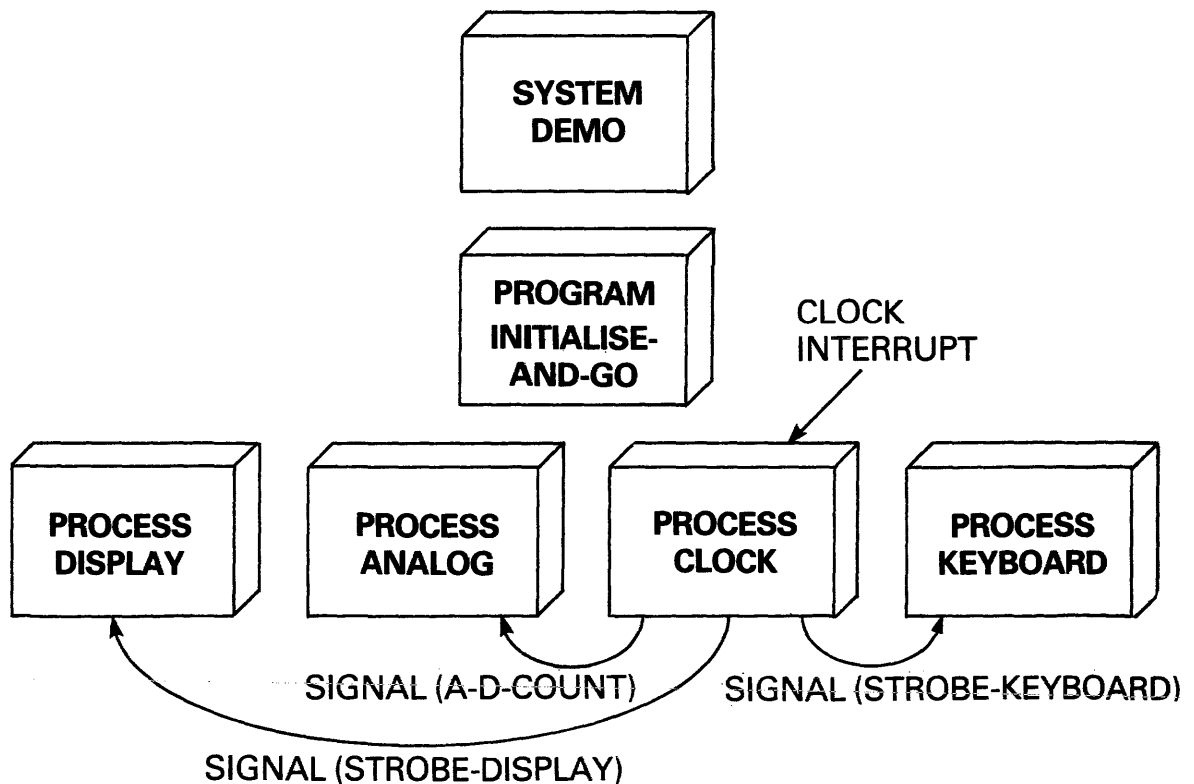 SYSTEM
DEMO
PROGRAM
INITIALISE-
AND-GO
CLOCK
INTERRUPT
PROCESS
DISPLAY
PROCESS
ANALOG
PROCESS
CLOCK
PROCESS
KEYBOARD
SIGNAL (A-D-COUNT)
SIGNAL (STROBE-KEYBOARD)
SIGNAL (STROBE-DISPLAY)